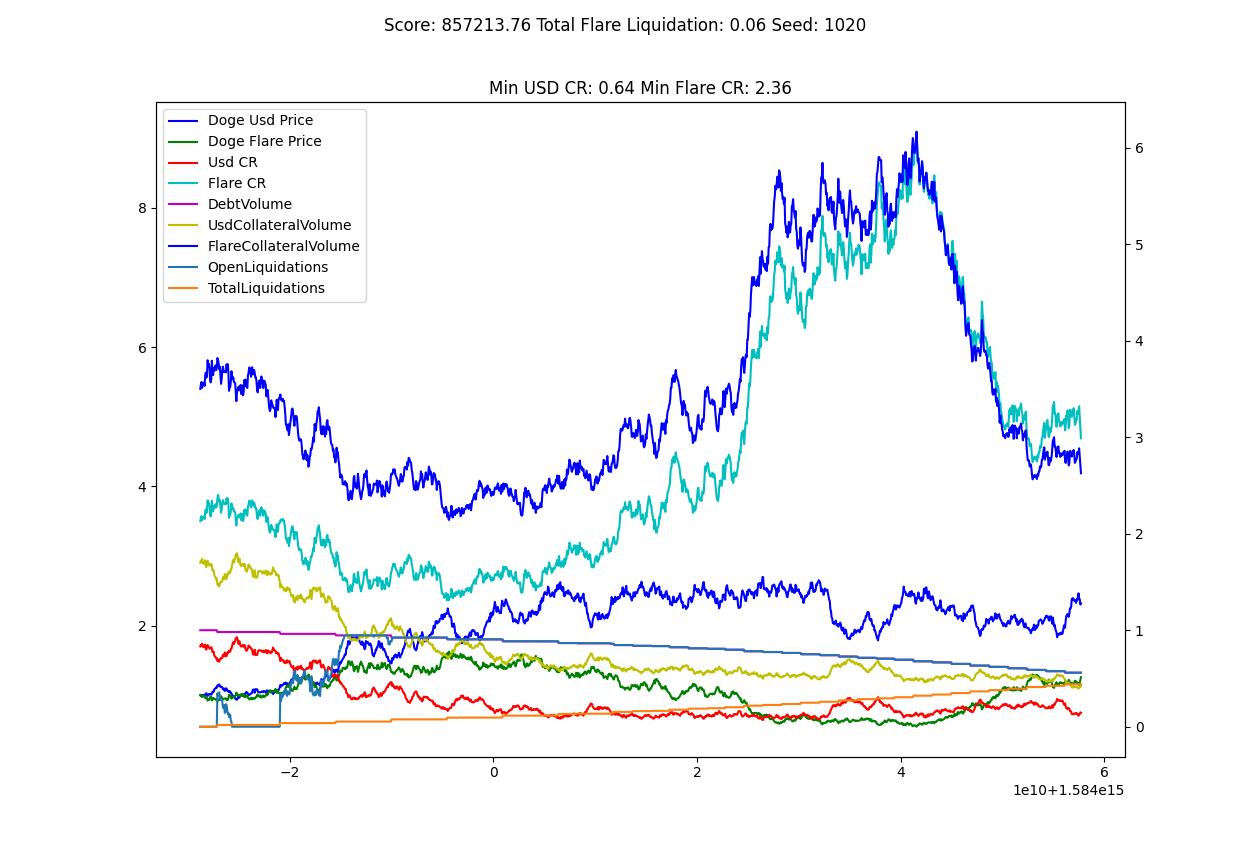 Score: 857213.76 Total Flare Liquidation: 0.06 Seed: 1020
Min USD CR: 0.64 Min Flare CR: 2.36
Doge Usd Price
Doge Flare Price
Usd CR
Flare CR
DebtVolume
UsdCollateralVolume
FlareCollateralVolume
OpenLiquidations
TotalLiquidations
8
6
4
2
6
5
4
3
2
1
0
−2
0
2
4
6
1e10+1.584e15